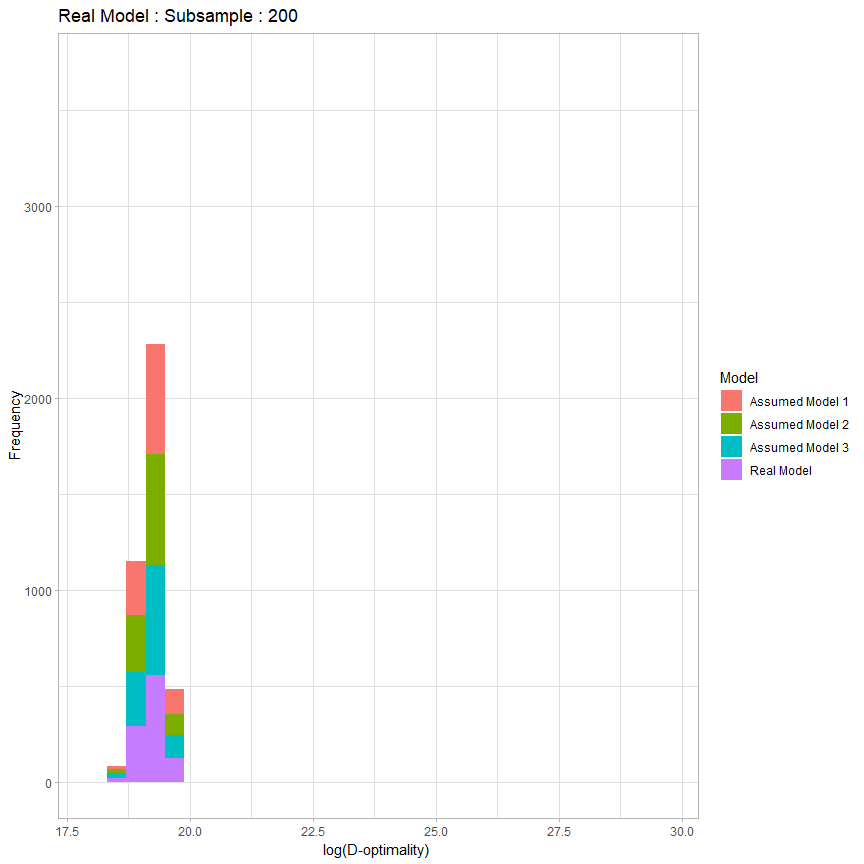 Real Model : Subsample : 200
Frequency
3000
2000
1000
0
17.5 20.0 22.5 25.0 27.5 30.0
log(D-optimality)
Model
Assumed Model 1
Assumed Model 2
Assumed Model 3
Real Model